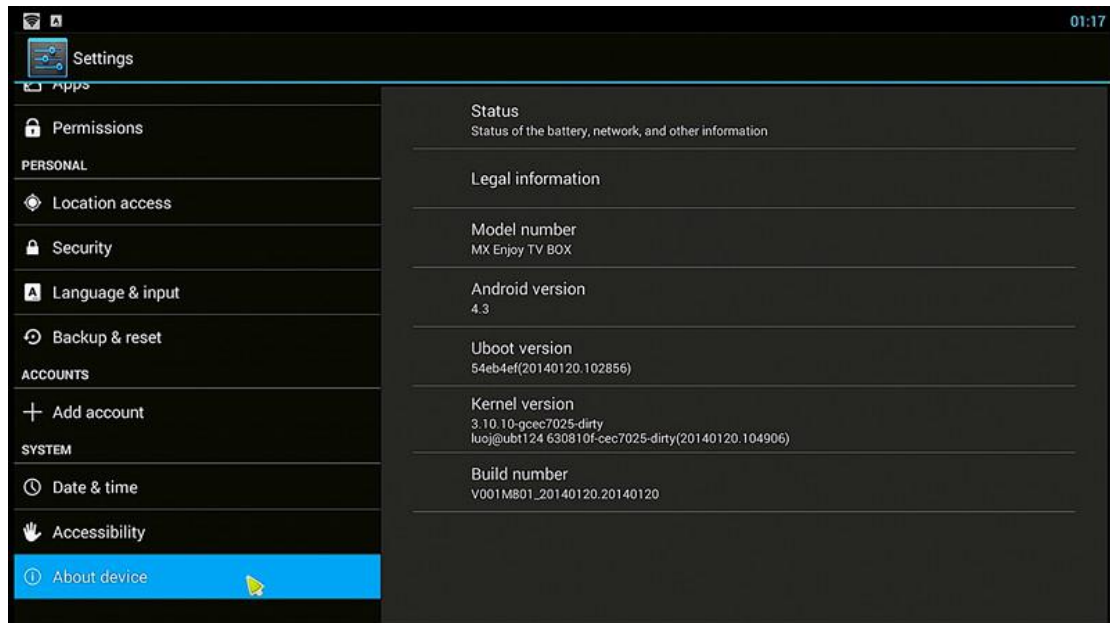 01:17
Settings
Apps
Permissions
PERSONAL
Location access
Security
Language & input
Backup & reset
ACCOUNTS
Add account
SYSTEM
Date & time
Accessibility
About device
Status
Status of the battery, network, and other information
Legal information
Model number
MX Enjoy TV BOX
Android version
4.3
Uboot version
54eb4ef(20140120.102856)
Kernel version
3.10.10-gcec7025-dirty
luoj@ubt124 630810f-cec7025-dirty(20140120.104906)
Build number
V001M801_20140120.20140120